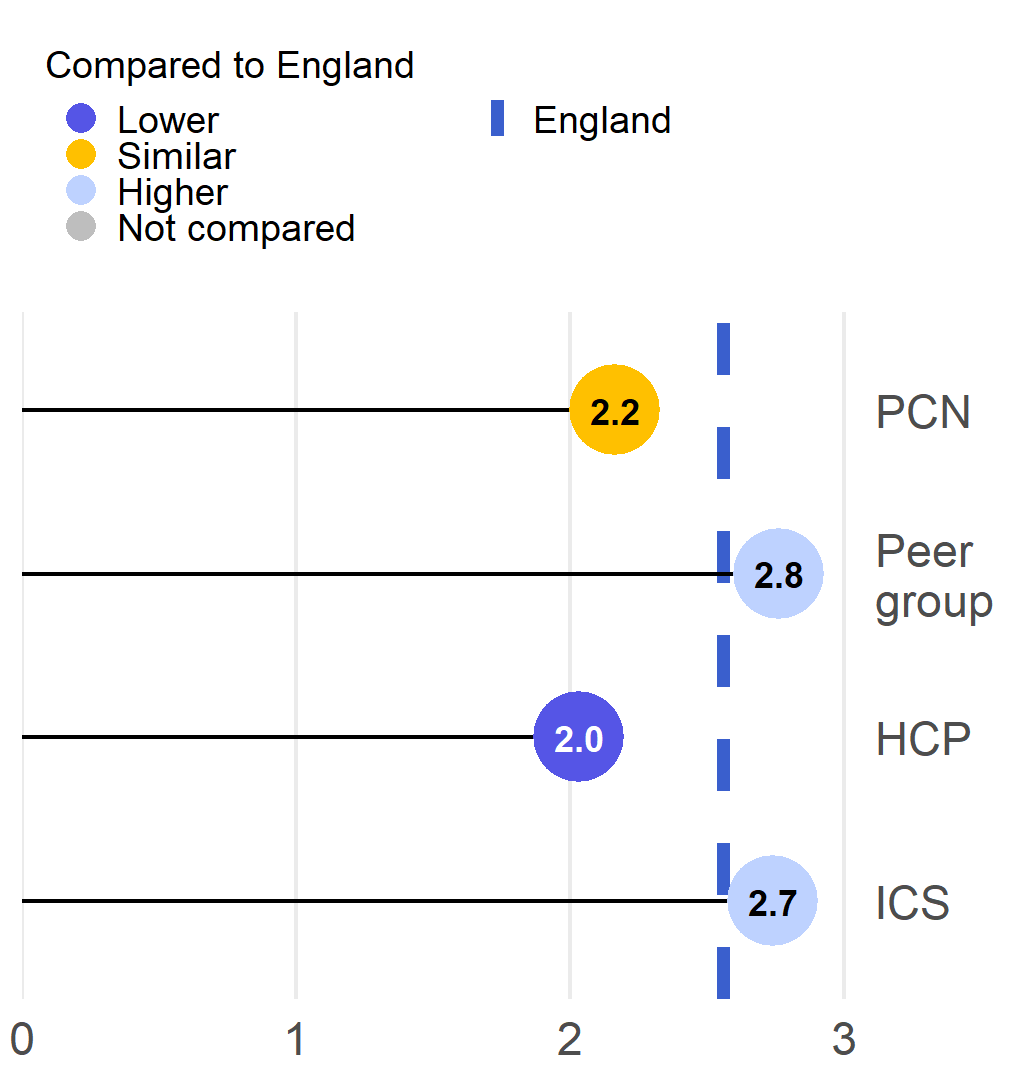 Compared to England
Lower
England
Similar
Higher
Not compared
2.2
PCN
Peer
group
2.8
2.0
HCP
2.7
ICS
0
1
2
3